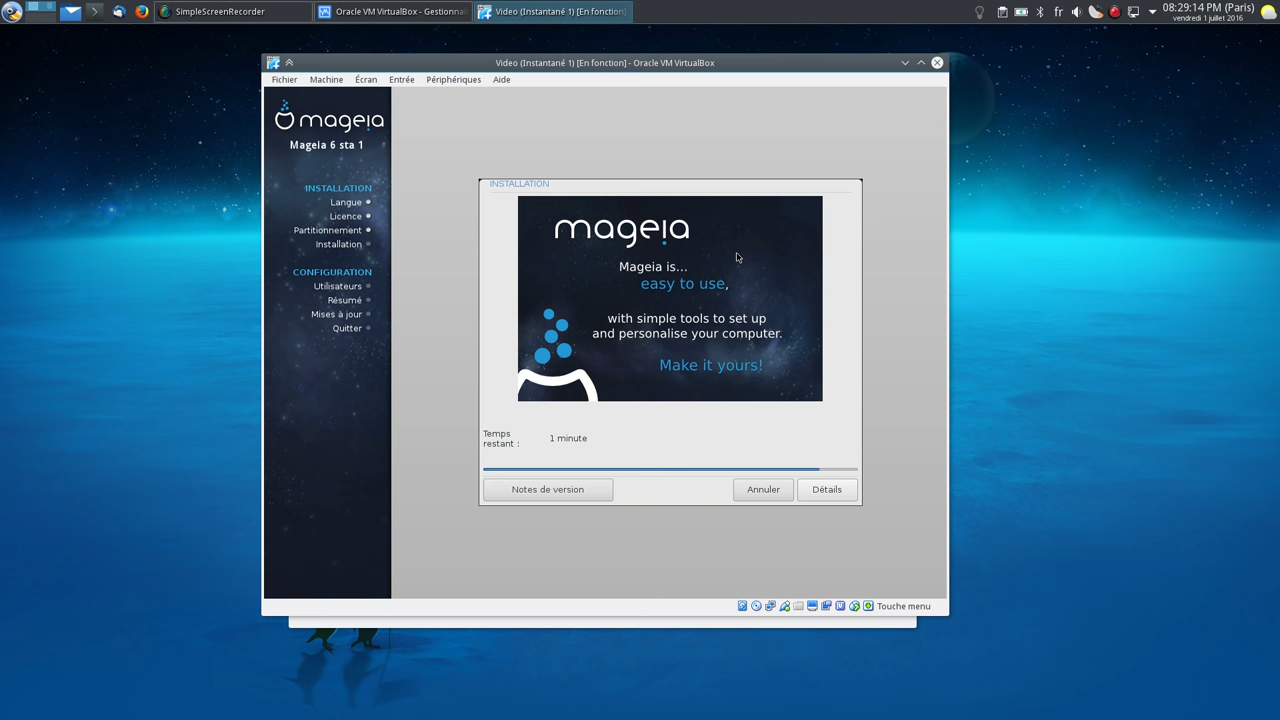 SimpleScreenRecorder
Oracle VM VirtualBox - Gestionnai
Video (Instantané 1) [En fonction]
fr
08:29:14 PM (Paris)
vendredi 1 juillet 2016
Video (Instantané 1) [En fonction] - Oracle VM VirtualBox
Fichier Machine Écran Entrée Périphériques Aide
mageia
Mageia 6 sta 1
INSTALLATION
Langue
Licence
Partitionnement
Installation
CONFIGURATION
Utilisateurs
Résumé
Mises à jour
Quitter
INSTALLATION
mageia
Mageia is...
easy to use,
with simple tools to set up
and personalise your computer.
Make it yours!
Temps
restant :
1 minute
Notes de version Annuler Détails
Touche menu